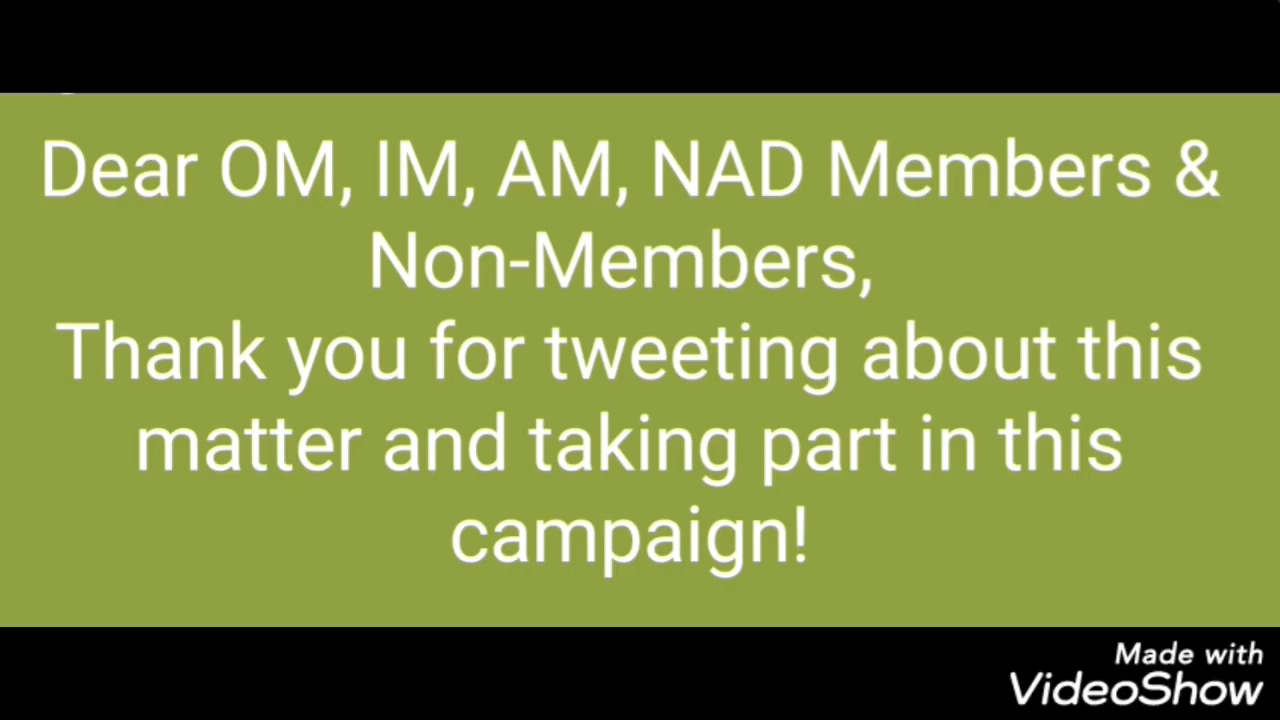 Dear OM, IM, AM, NAD Members &
Non-Members,
Thank you for tweeting about this
matter and taking part in this
campaign!
Made with
VideoShow